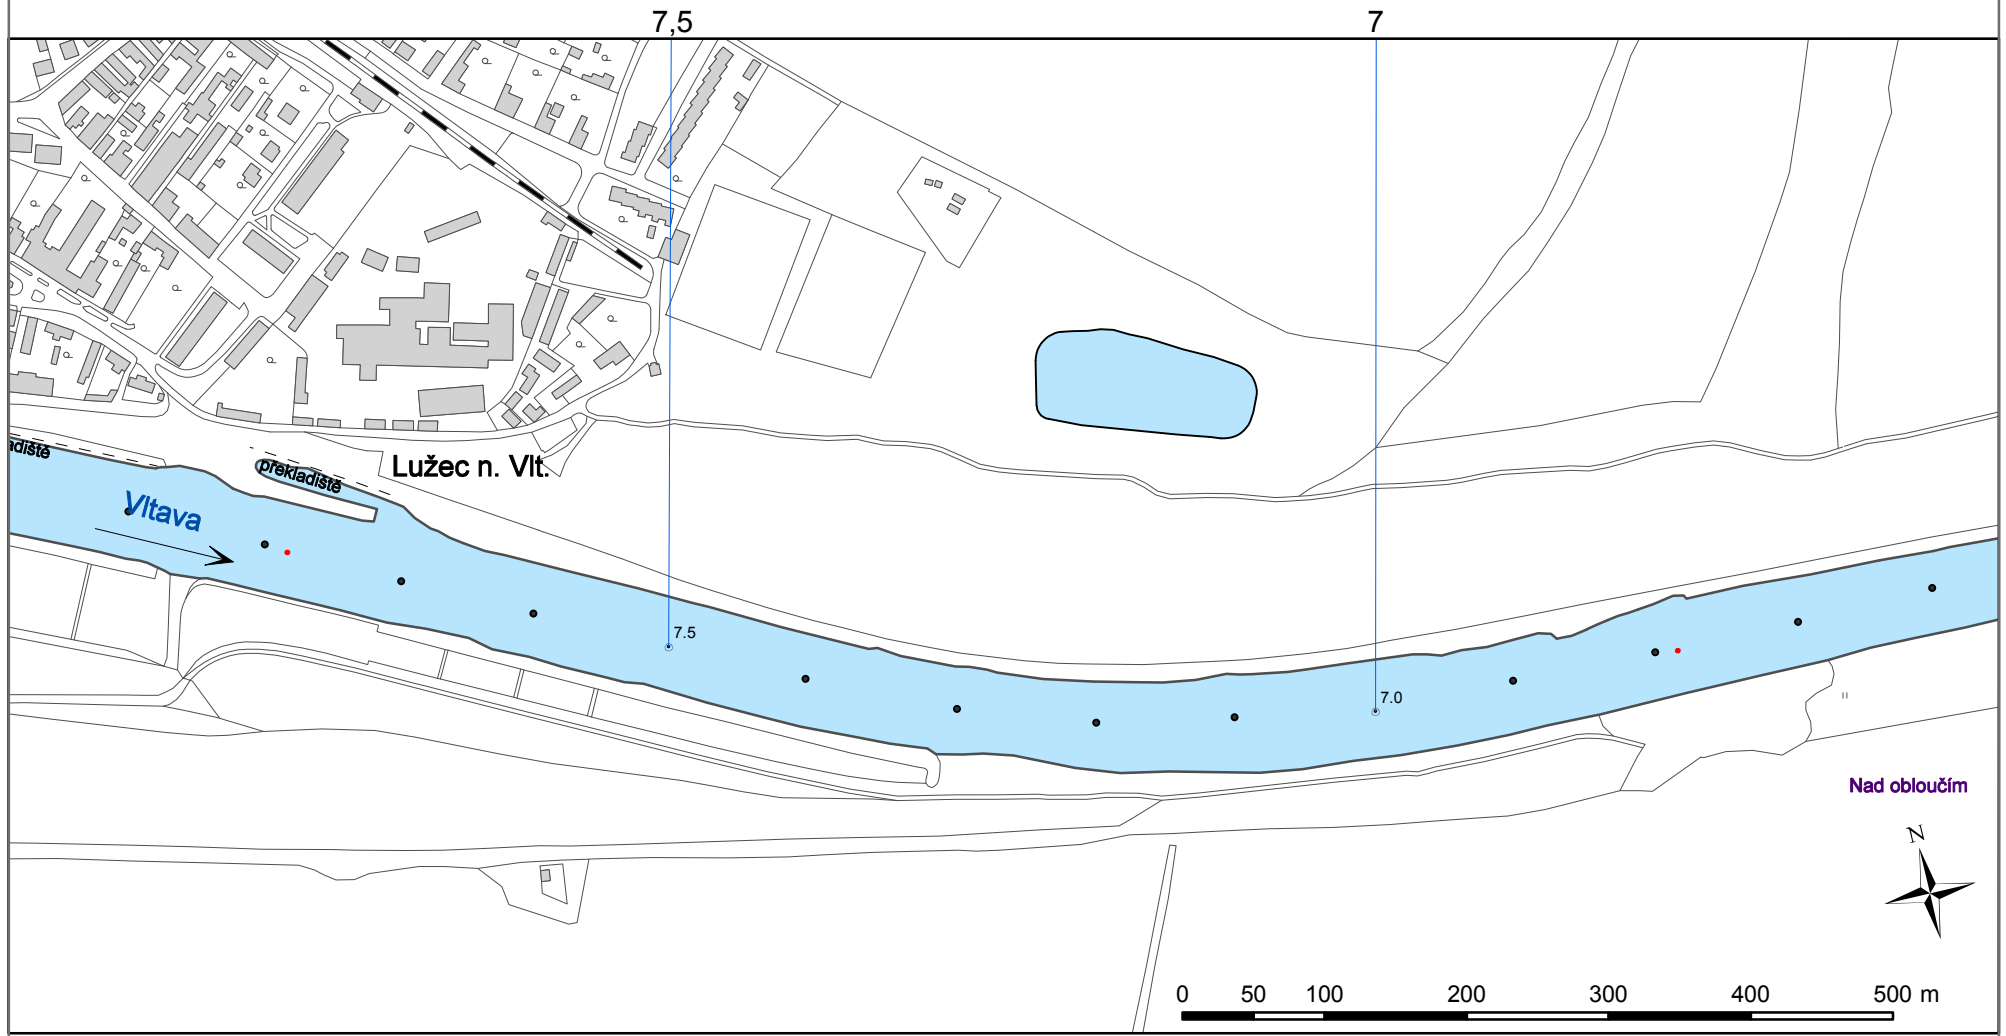 7,5
7
adiště
překladiště
Lužec n. Vlt.
Vltava
7.5
7.0
Nad obloučím
N
0 50 100 200 300 400 500 m